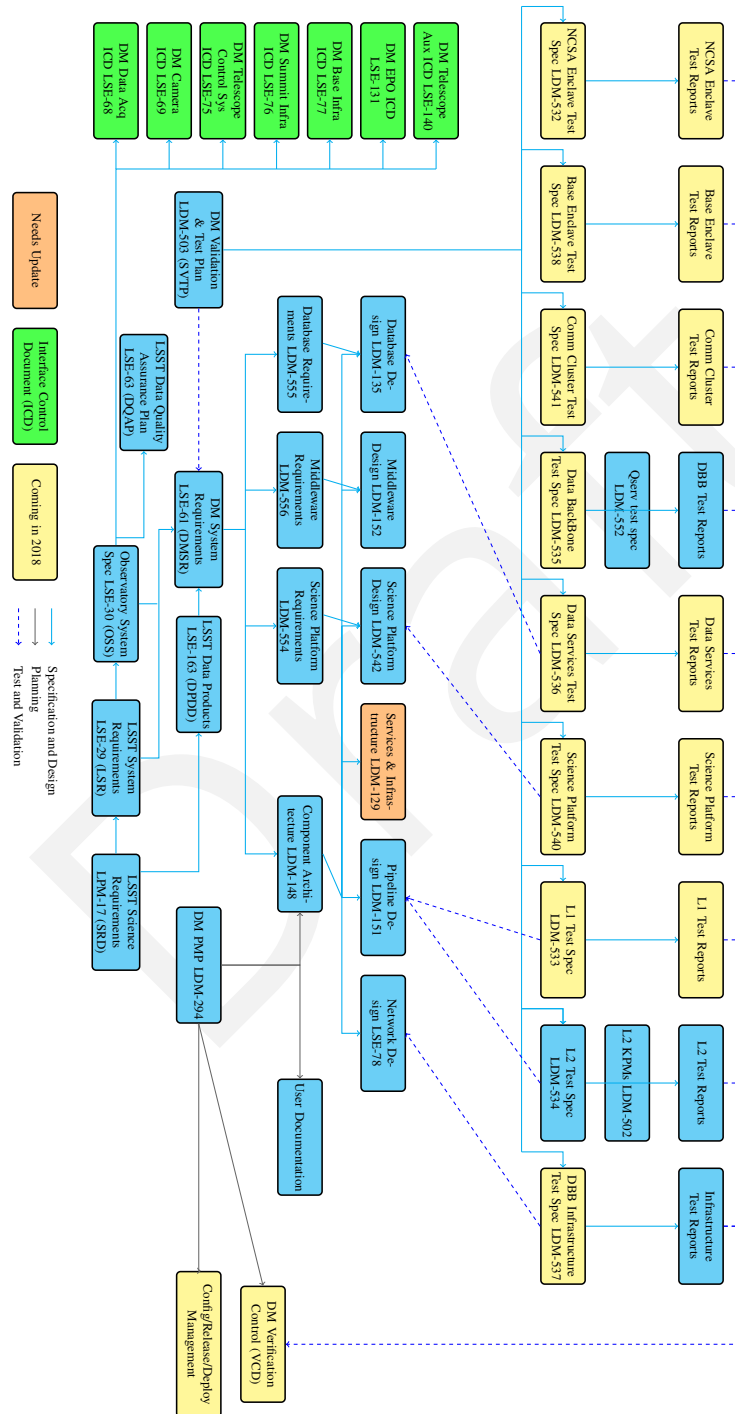 NCSA Enclave
Test Reports
Base Enclave
Test Reports
Comm Cluster
Test Reports
DBB Test Reports
Data Services
Test Reports
Science Platform
Test Reports
L1 Test Reports
L2 Test Reports
Infrastructure
Test Reports
Qserv test spec
LDM-552
L2 KPMs LDM-502
NCSA Enclave Test
Spec LDM-532
Base Enclave Test
Spec LDM-538
Comm Cluster Test
Spec LDM-541
Data BackBone
Test Spec LDM-535
Data Services Test
Spec LDM-536
Science Platform
Test Spec LDM-540
L1 Test Spec
LDM-533
L2 Test Spec
LDM-534
DBB Infrastructure
Test Spec LDM-537
DM Telescope
Aux ICD LSE-140
DM EPO ICD
LSE-131
DM Base Infra
ICD LSE-77
DM Summit Infra
ICD LSE-76
DM Telescope
Control Sys
ICD LSE-75
DM Camera
ICD LSE-69
DM Data Acq
ICD LSE-68
Database De-
sign LDM-135
Middleware
Design LDM-152
Science Platform
Design LDM-542
Services & Infras-
tructure LDM-129
Pipeline De-
sign LDM-151
Network De-
sign LSE-78
Database Require-
ments LDM-555
Middleware
Requirements
LDM-556
Science Platform
Requirements
LDM-554
Component Archi-
tecture LDM-148
User Documentation
DM Verification
Control (VCD)
DM Validation
& Test Plan
LDM-503 (SVTP)
DM System
Requirements
LSE-61 (DMSR)
LSST Data Products
LSE-163 (DPDD)
DM PMP LDM-294
Config/Release/Deploy
Management
LSST Data Quality
Assurance Plan
LSE-63 (DQAP)
Observatory System
Spec LSE-30 (OSS)
LSST System
Requirements
LSE-29 (LSR)
LSST Science
Requirements
LPM-17 (SRD)
Needs Update
Interface Control
Document (ICD)
Coming in 2018
Specification and Design
Planning
Test and Validation
Draft